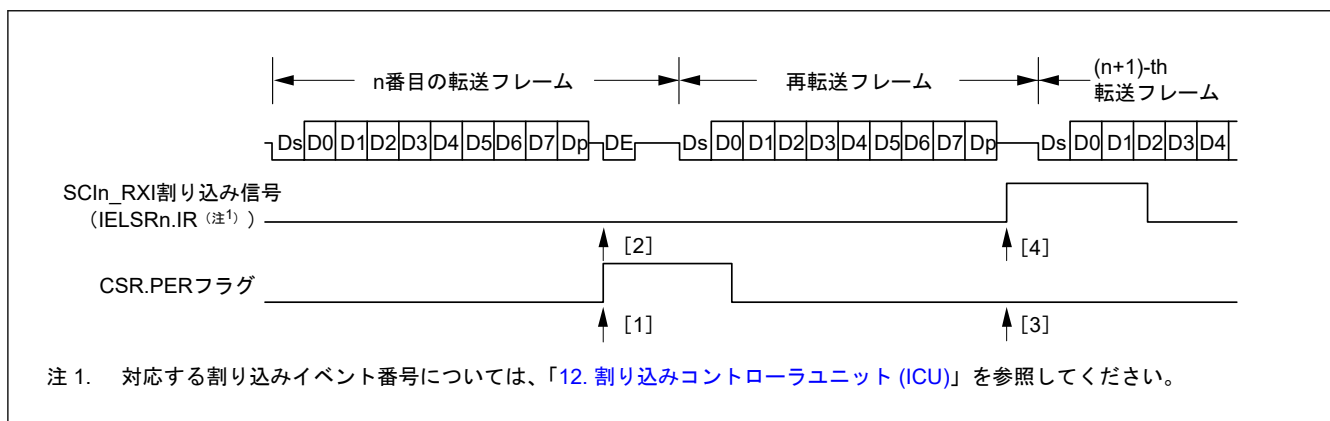 n番目の転送フレーム 再転送フレーム (n+1)-th
転送フレーム
Ds D0 D1 D2 D3 D4 D5 D6 D7 Dp DE Ds D0 D1 D2 D3 D4 D5 D6 D7 Dp Ds D0 D1 D2 D3 D4
SCIn_RXI割り込み信号
(IELSRn.IR (注1) )
[2] [4]
CSR.PERフラグ
[1] [3]
注 1. 対応する割り込みイベント番号については、「12. 割り込みコントローラユニット (ICU)」を参照してください。